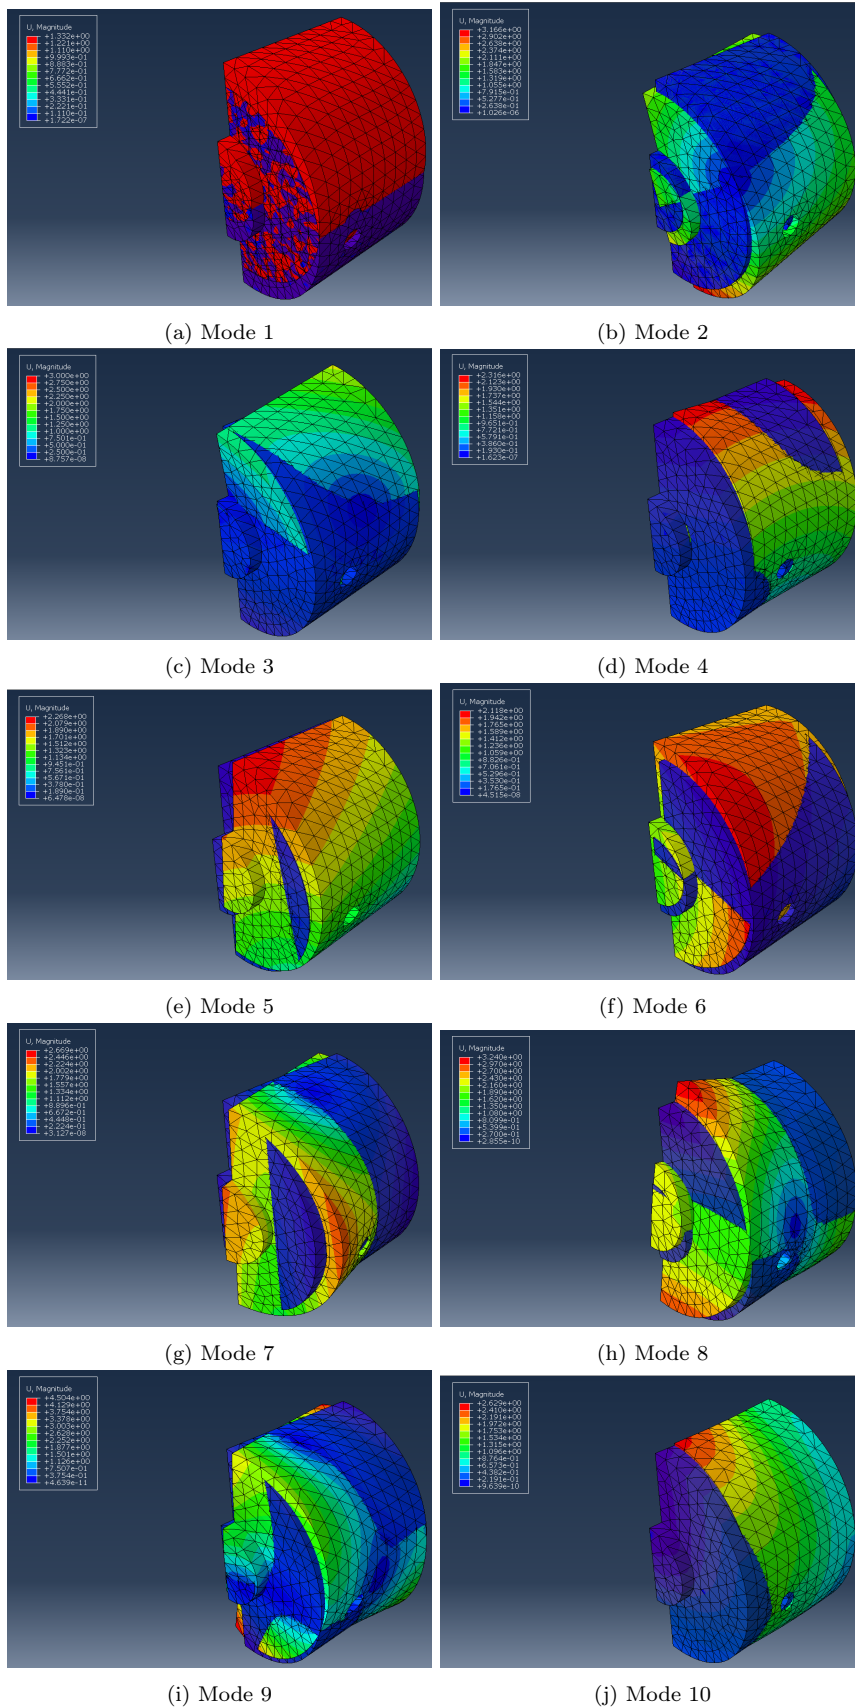 U, Magnitude
+1.332e+00
+1.221e+00
+1.110e+00
+9.993e-01
+8.883e-01
+7.772e-01
+6.662e-01
+5.552e-01
+4.441e-01
+3.331e-01
+2.221e-01
+1.110e-01
+1.722e-07
(a) Mode 1
U, Magnitude
+3.166e+00
+2.902e+00
+2.638e+00
+2.374e+00
+2.111e+00
+1.847e+00
+1.583e+00
+1.319e+00
+1.055e+00
+7.915e-01
+5.277e-01
+2.638e-01
+1.026e-06
(b) Mode 2
U, Magnitude
+3.000e+00
+2.750e+00
+2.500e+00
+2.250e+00
+2.000e+00
+1.750e+00
+1.500e+00
+1.250e+00
+1.000e+00
+7.501e-01
+5.000e-01
+2.500e-01
+8.757e-08
(c) Mode 3
U, Magnitude
+2.316e+00
+2.123e+00
+1.930e+00
+1.737e+00
+1.544e+00
+1.351e+00
+1.158e+00
+9.651e-01
+7.721e-01
+5.791e-01
+3.860e-01
+1.930e-01
+1.623e-07
(d) Mode 4
U, Magnitude
+2.268e+00
+2.079e+00
+1.890e+00
+1.701e+00
+1.512e+00
+1.323e+00
+1.134e+00
+9.451e-01
+7.561e-01
+5.671e-01
+3.780e-01
+1.890e-01
+6.478e-08
(e) Mode 5
U, Magnitude
+2.118e+00
+1.942e+00
+1.765e+00
+1.589e+00
+1.412e+00
+1.236e+00
+1.059e+00
+8.826e-01
+7.061e-01
+5.296e-01
+3.530e-01
+1.765e-01
+4.515e-08
(f) Mode 6
U, Magnitude
+2.669e+00
+2.446e+00
+2.224e+00
+2.002e+00
+1.779e+00
+1.557e+00
+1.334e+00
+1.112e+00
+8.896e-01
+6.672e-01
+4.448e-01
+2.224e-01
+3.127e-08
(g) Mode 7
U, Magnitude
+3.240e+00
+2.970e+00
+2.700e+00
+2.430e+00
+2.160e+00
+1.890e+00
+1.620e+00
+1.350e+00
+1.080e+00
+8.099e-01
+5.399e-01
+2.700e-01
+2.855e-10
(h) Mode 8
U, Magnitude
+4.504e+00
+4.129e+00
+3.754e+00
+3.378e+00
+3.003e+00
+2.628e+00
+2.252e+00
+1.877e+00
+1.501e+00
+1.126e+00
+7.507e-01
+3.754e-01
+4.639e-11
(i) Mode 9
U, Magnitude
+2.629e+00
+2.410e+00
+2.191e+00
+1.972e+00
+1.753e+00
+1.534e+00
+1.315e+00
+1.096e+00
+8.764e-01
+6.573e-01
+4.382e-01
+2.191e-01
+9.639e-10
(j) Mode 10